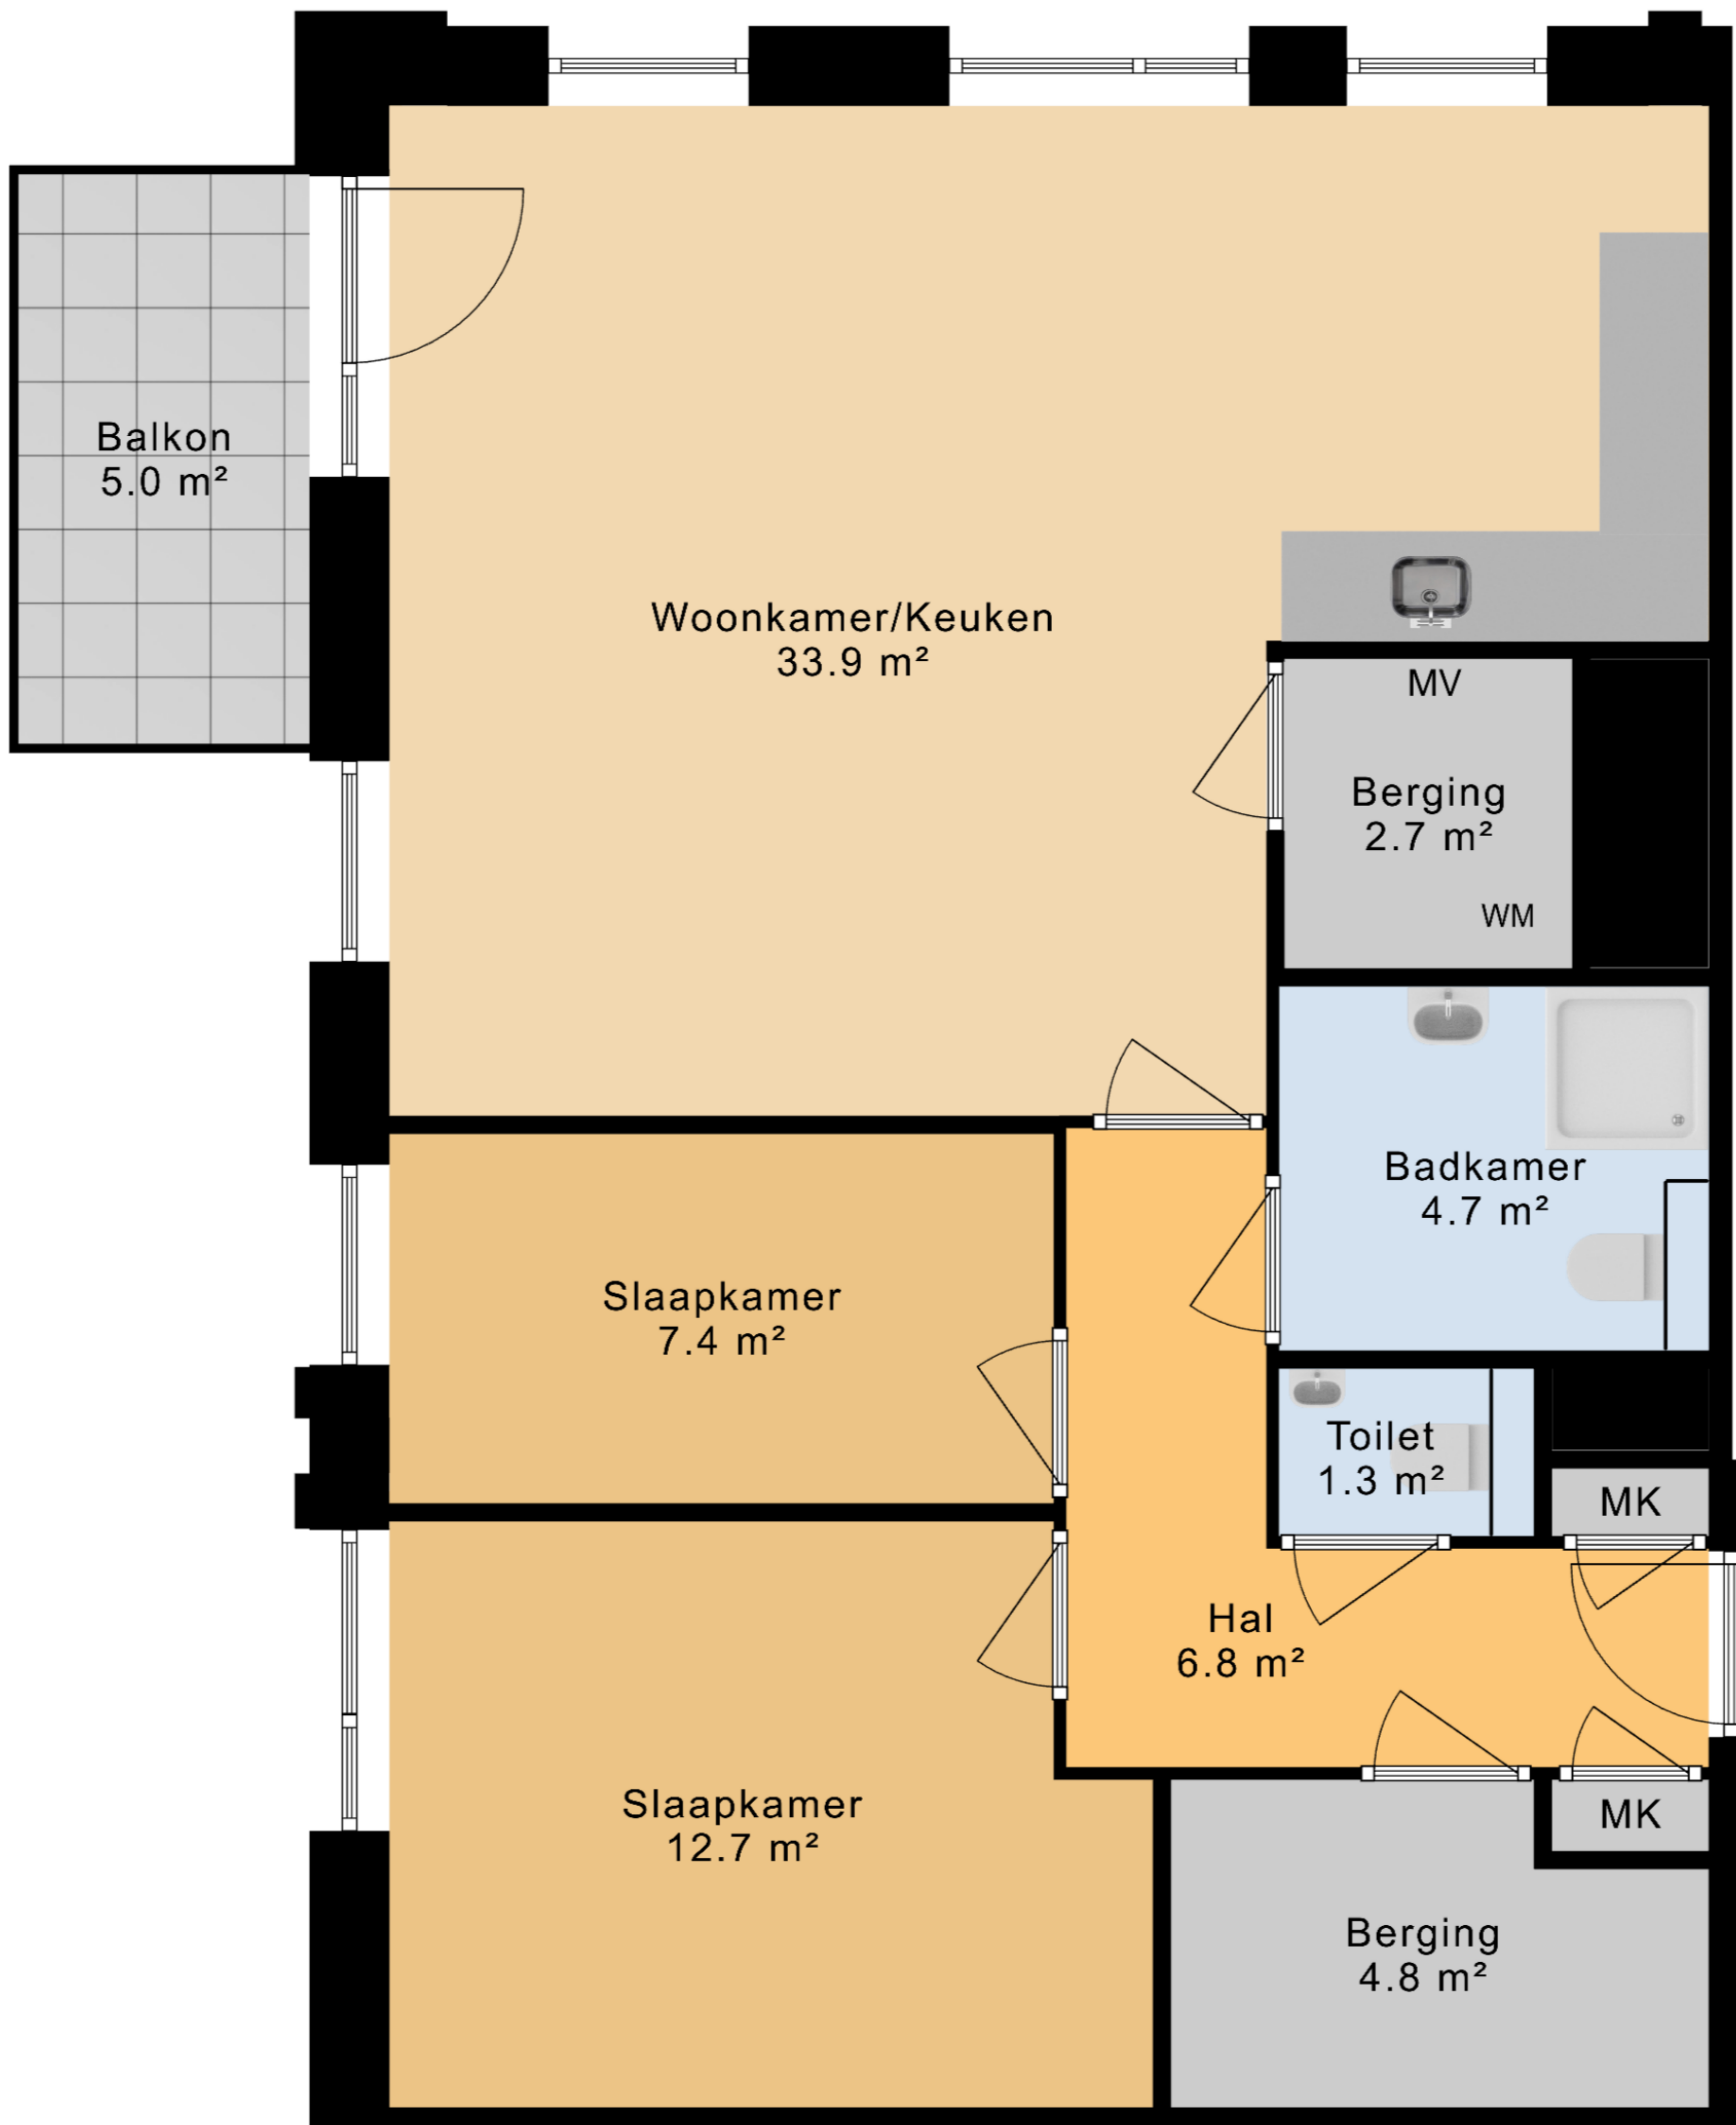 Balkon
5.0 m²
Woonkamer/Keuken
33.9 m²
MV
Berging
2.7 m²
WM
Badkamer
4.7 m²
Slaapkamer
7.4 m²
Toilet
1.3 m²
MK
Hal
6.8 m²
Slaapkamer
12.7 m²
MK
Berging
4.8 m²